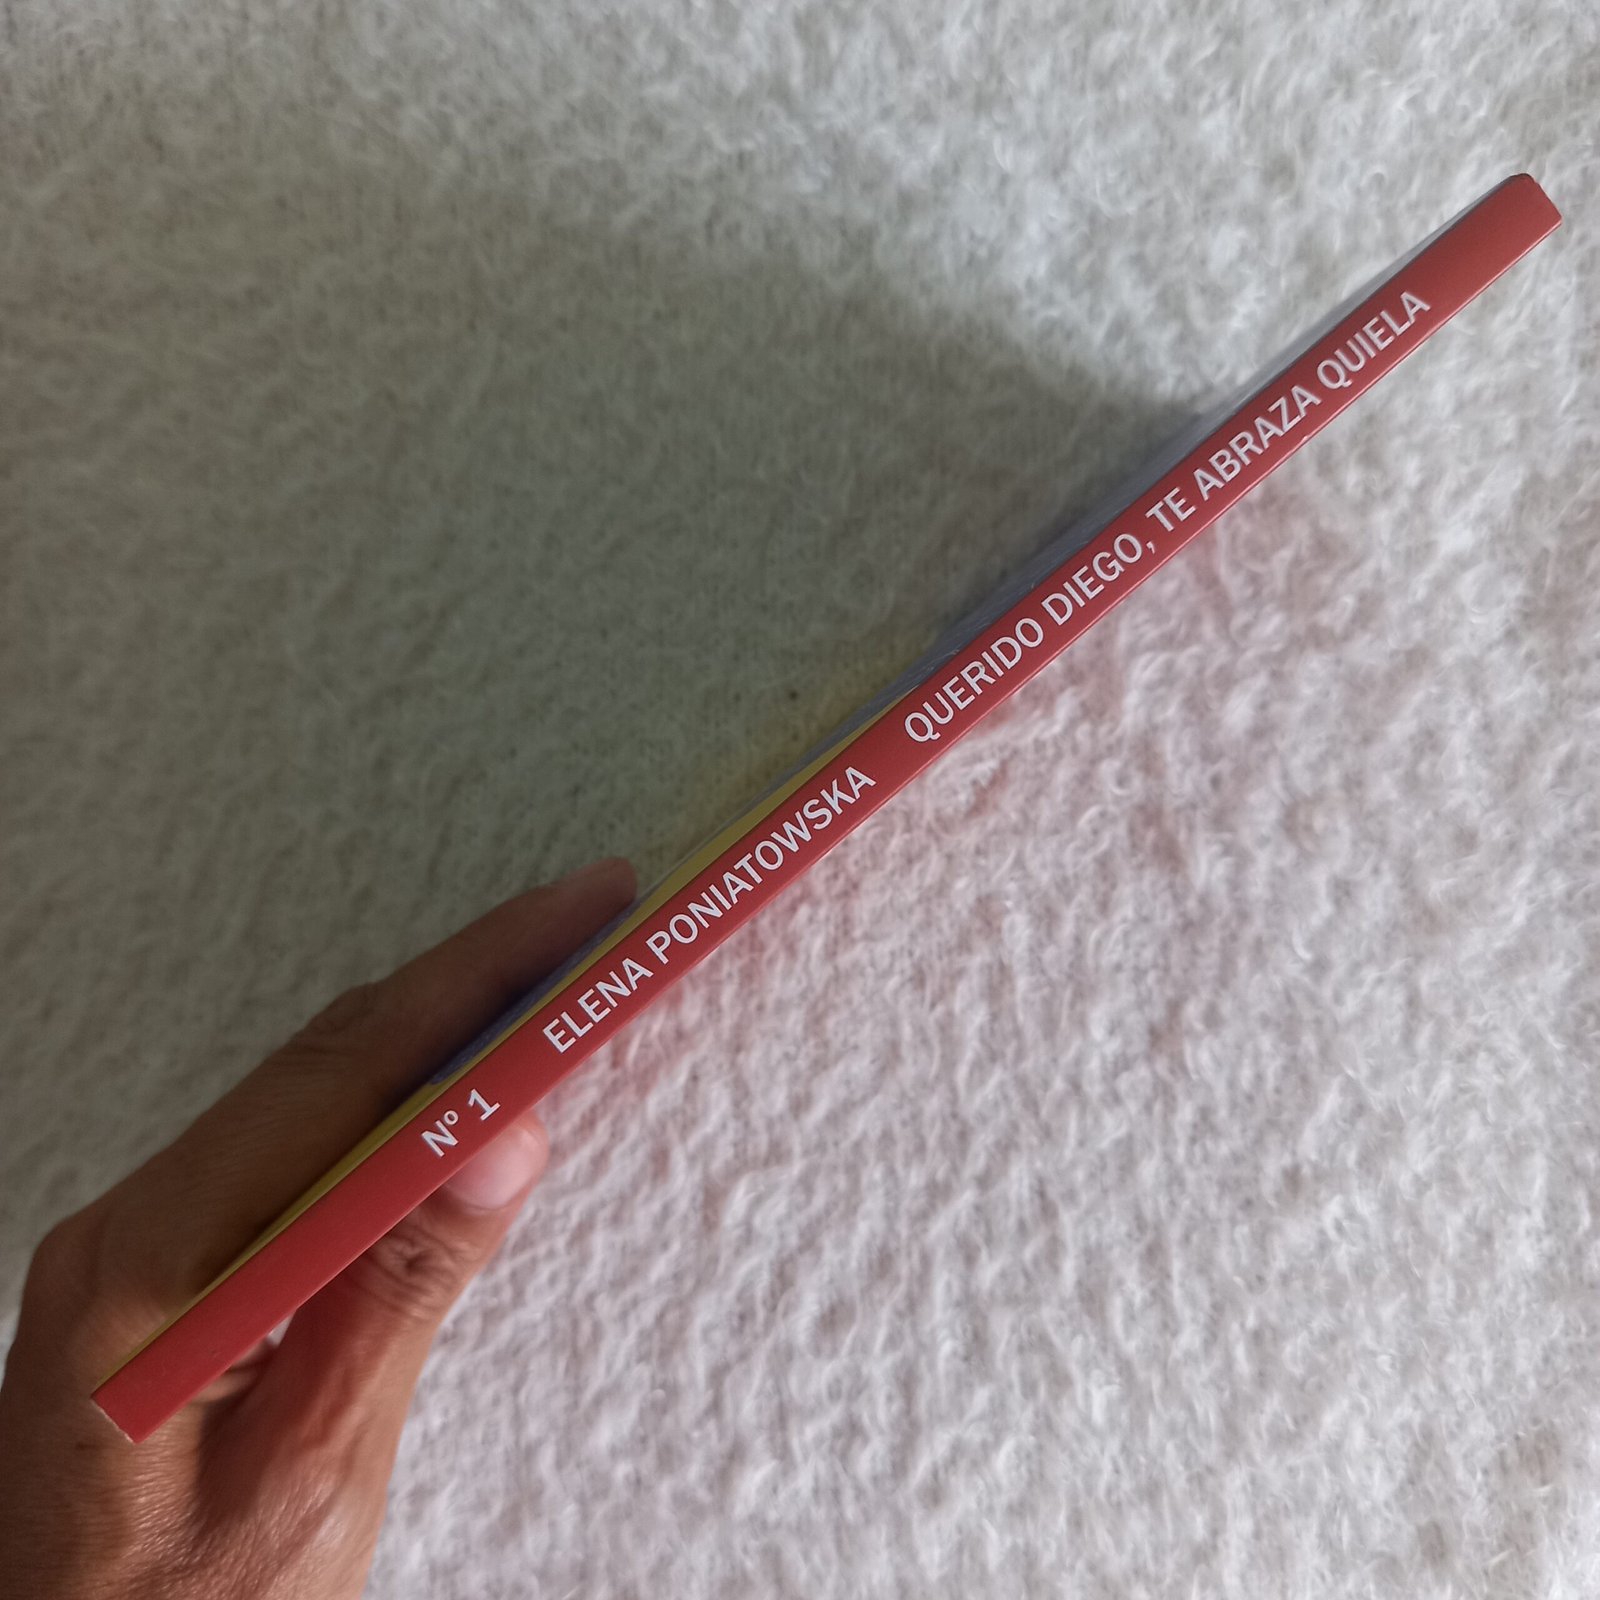 Nº 1 ELENA PONIATOWSKA QUERIDO DIEGO, TE ABRAZA QUIELA